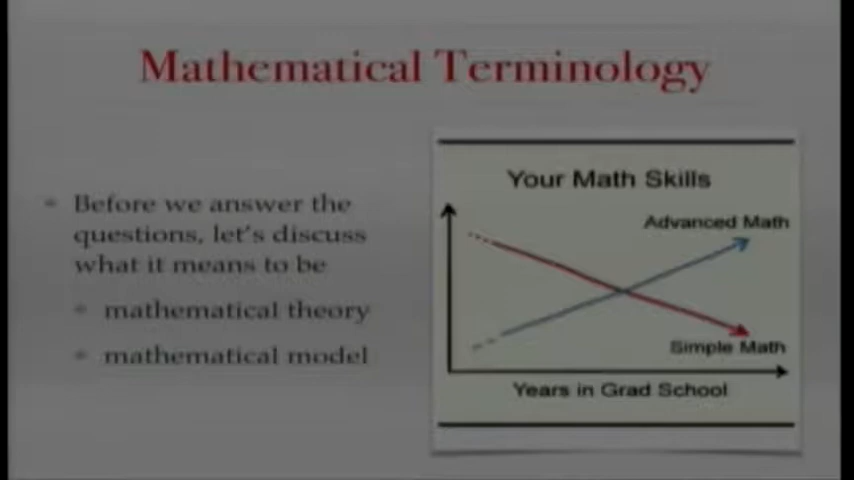 Mathematical Terminology
Before we answer the
questions, let's discuss
what it means to be
mathematical theory
mathematical model
Your Math Skills
Advanced Math
Simple Math
Years in Grad School